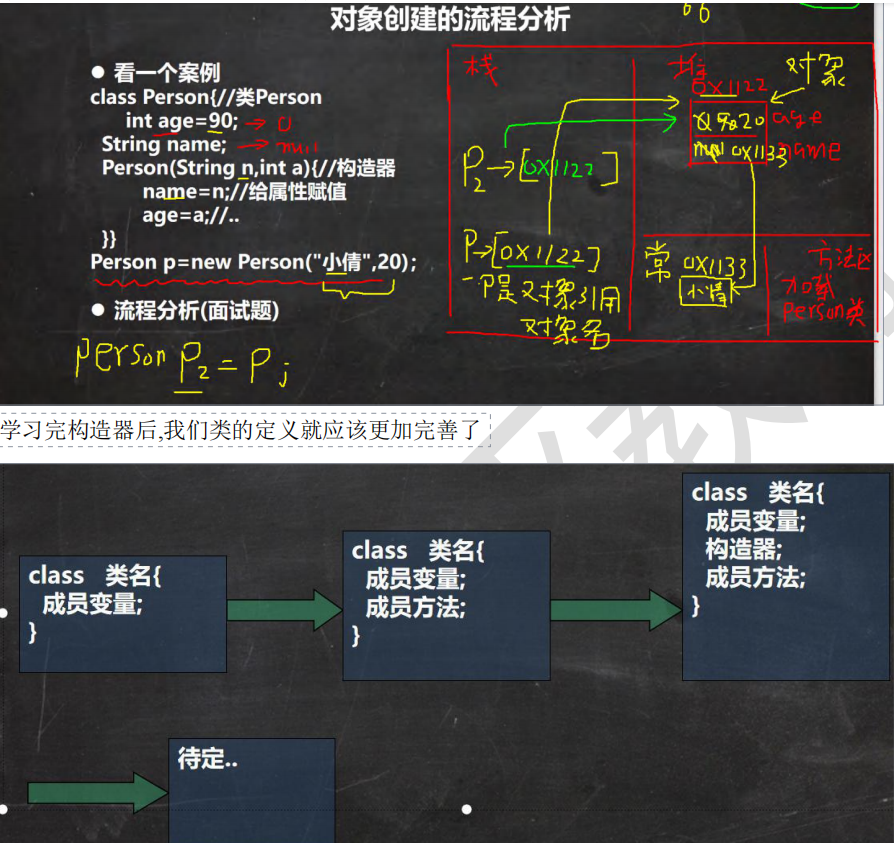 对象创建的流程分析
● 看一个案例
class Person{//类Person
int age=90; → 0
String name; → null
Person(String n,int a){//构造器
name=n;//给属性赋值
age=a;//..
}}
Person p=new Person("小倩",20);
● 流程分析(面试题)
Person P2 = P;
栈
P2→[0X1122]
P→[0X1122]
P是对象引用
对象名
堆
对象
0X1122
0 90 20 age
null 0X1133 name
常
0X1133
小倩
方法区
加载
Person类
学习完构造器后,我们类的定义就应该更加完善了
class 类名{
成员变量;
}
class 类名{
成员变量;
成员方法;
}
class 类名{
成员变量;
构造器;
成员方法;
}
待定..